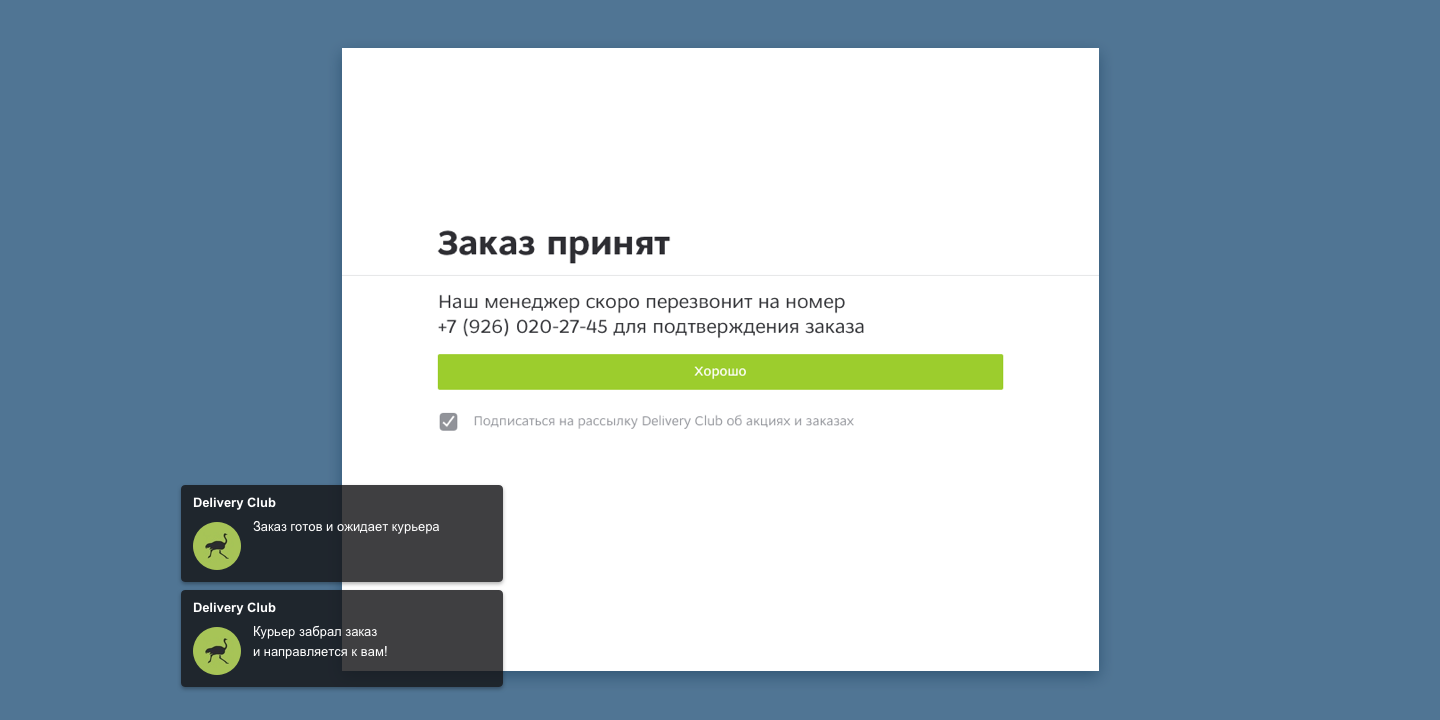 Заказ принят
Наш менеджер скоро перезвонит на номер
+7 (926) 020-27-45 для подтверждения заказа
Хорошо
Подписаться на рассылку Delivery Club об акциях и заказах
Delivery Club
Заказ готов и ожидает курьера
Delivery Club
Курьер забрал заказ
и направляется к вам!